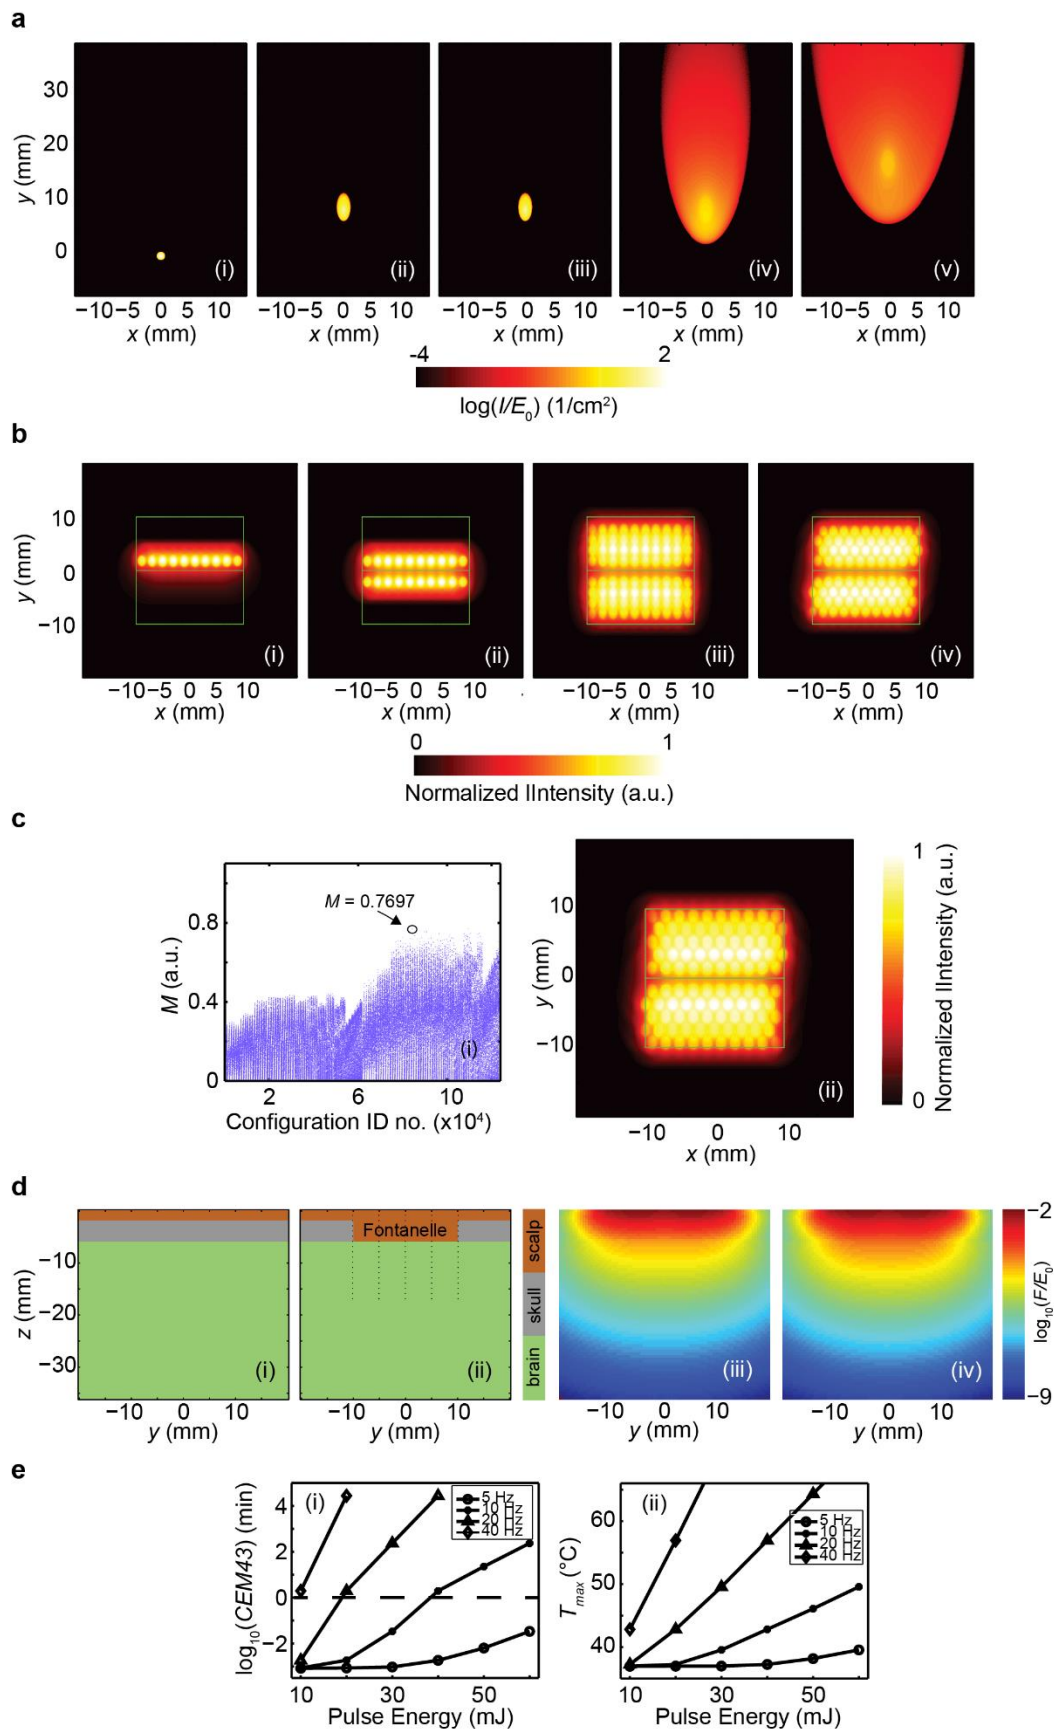 a
30
20
10
0
y (mm)
(i)
(ii)
(iii)
(iv)
(v)
−10−5 0 5 10
−10−5 0 5 10
−10−5 0 5 10
−10−5 0 5 10
−10−5 0 5 10
x (mm)
x (mm)
x (mm)
x (mm)
x (mm)
-4
2
log(I/E₀) (1/cm²)
b
10
0
−10
y (mm)
(i)
(ii)
(iii)
(iv)
−10−5 0 5 10
−10−5 0 5 10
−10−5 0 5 10
−10−5 0 5 10
x (mm)
x (mm)
x (mm)
x (mm)
0
1
Normalized IIntensity (a.u.)
c
M = 0.7697
0.8
0.4
0
M (a.u.)
(i)
2 6 10
Configuration ID no. (x10⁴)
10
0
−10
y (mm)
(ii)
−10 0 10
x (mm)
1
0
Normalized IIntensity (a.u.)
d
−10
−20
−30
z (mm)
(i)
Fontanelle
(ii)
scalp
skull
brain
(iii)
(iv)
−2
−9
log₁₀(F/E₀)
−10 0 10
−10 0 10
−10 0 10
−10 0 10
y (mm)
y (mm)
y (mm)
y (mm)
e
(i)
4
2
0
−2
log₁₀(CEM43) (min)
5 Hz
10 Hz
20 Hz
40 Hz
10 30 50
Pulse Energy (mJ)
(ii)
60
50
40
Tmax (°C)
5 Hz
10 Hz
20 Hz
40 Hz
10 30 50
Pulse Energy (mJ)